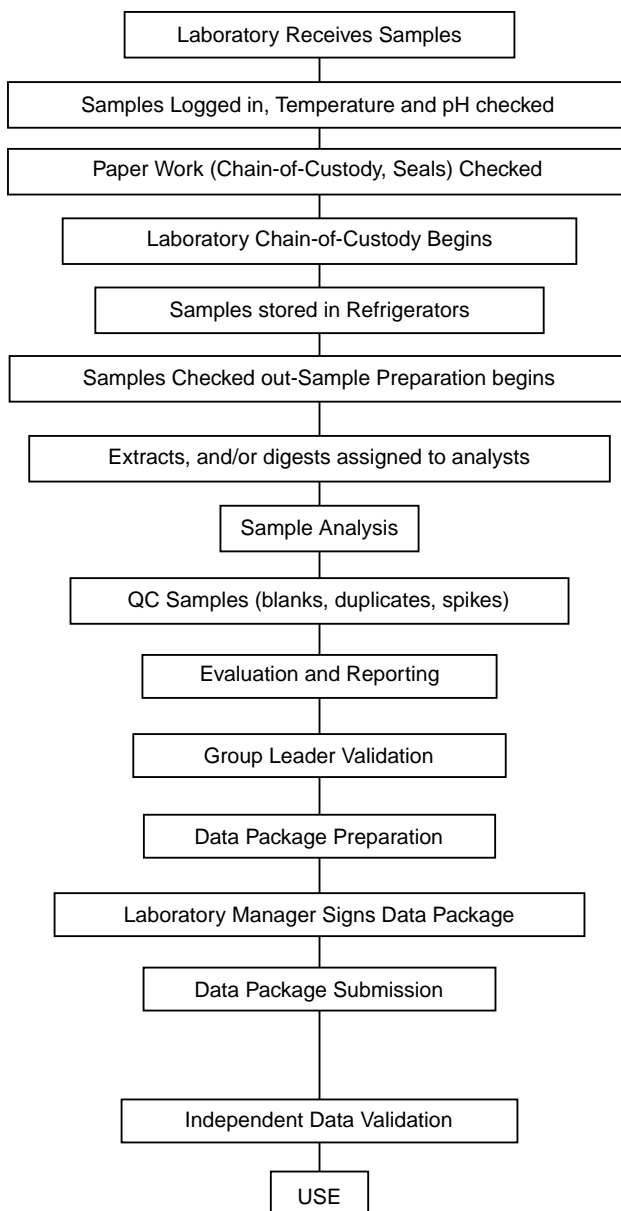 Laboratory Receives Samples
Samples Logged in, Temperature and pH checked
Paper Work (Chain-of-Custody, Seals) Checked
Laboratory Chain-of-Custody Begins
Samples stored in Refrigerators
Samples Checked out-Sample Preparation begins
Extracts, and/or digests assigned to analysts
Sample Analysis
QC Samples (blanks, duplicates, spikes)
Evaluation and Reporting
Group Leader Validation
Data Package Preparation
Laboratory Manager Signs Data Package
Data Package Submission
Independent Data Validation
USE